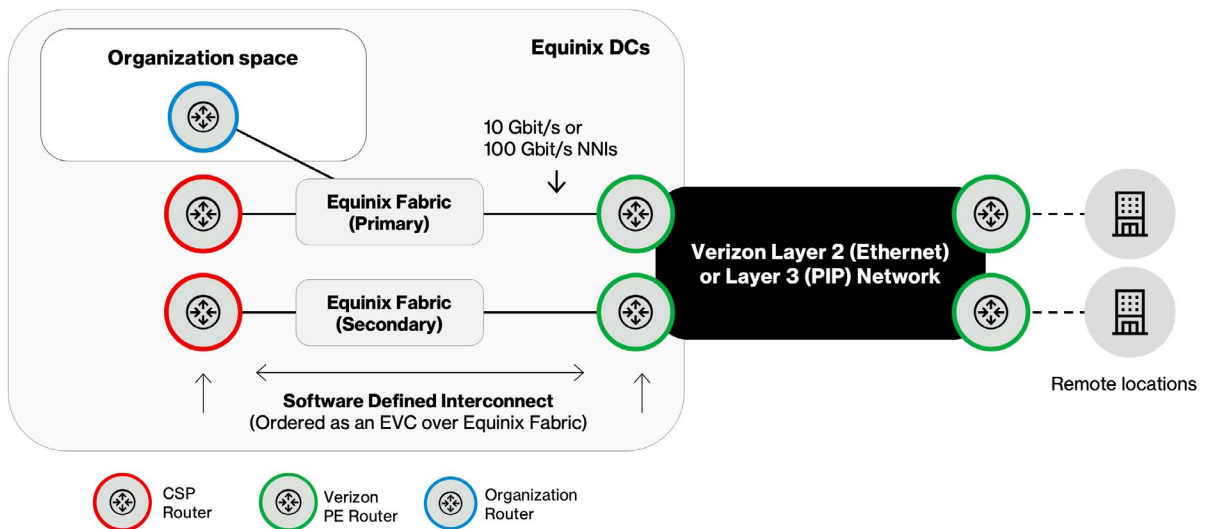 Equinix DCs
Organization space
10 Gbit/s or
100 Gbit/s NNIs
Equinix Fabric
(Primary)
Verizon Layer 2 (Ethernet)
or Layer 3 (PIP) Network
Equinix Fabric
(Secondary)
Remote locations
Software Defined Interconnect
(Ordered as an EVC over Equinix Fabric)
CSP
Router
Verizon
PE Router
Organization
Router